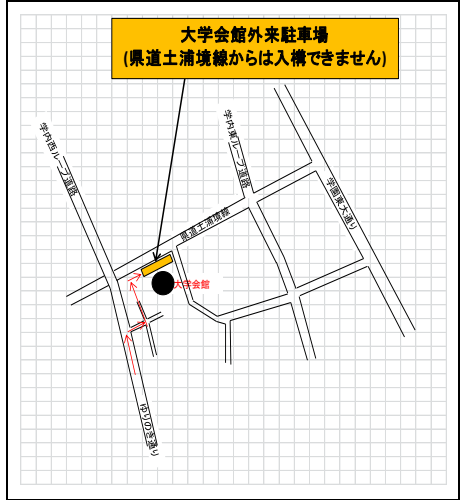 大学会館外来駐車場
(県道土浦境線からは入構できません)
学内西ループ道路
学内東ループ道路
学園東大通り
県道土浦境線
大学会館
ゆりのき通り